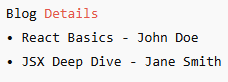 Blog Details
• React Basics - John Doe
• JSX Deep Dive - Jane Smith